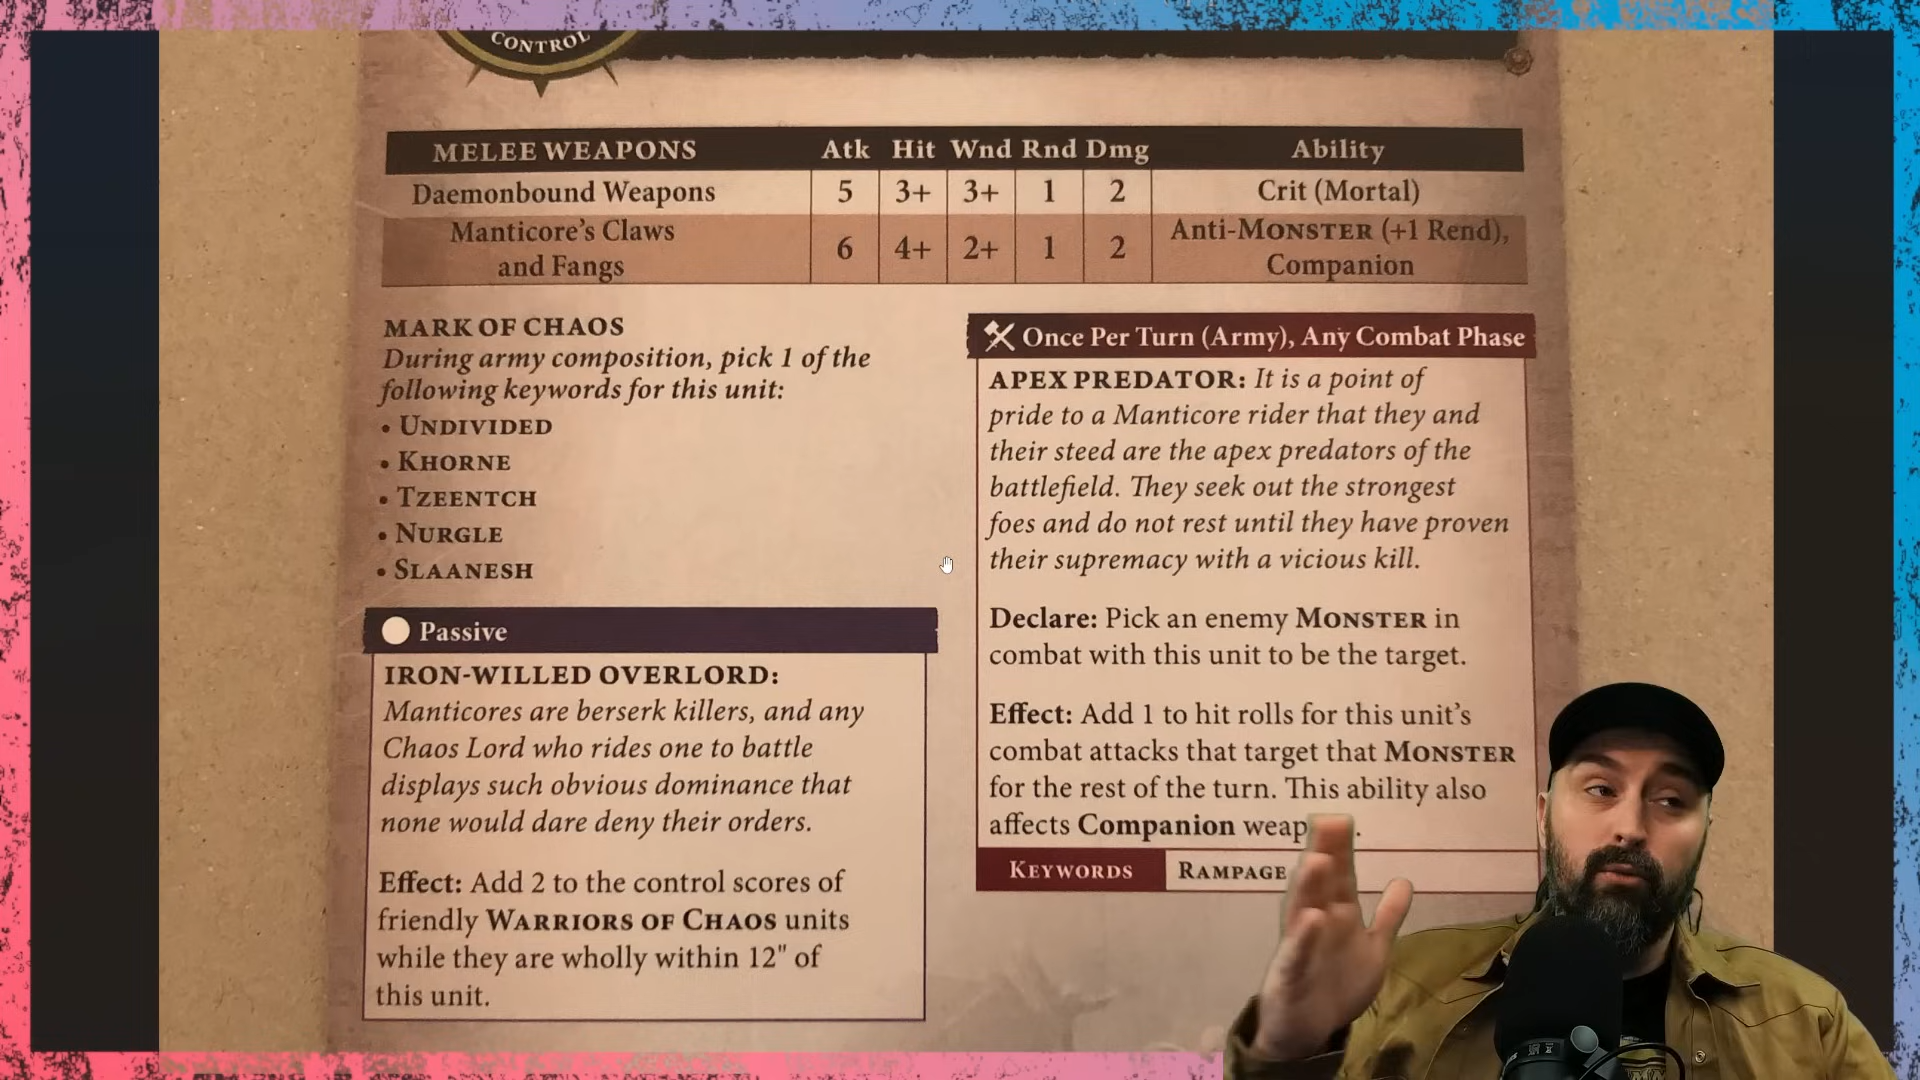 CONTROL
MELEE WEAPONS Atk Hit Wnd Rnd Dmg Ability
Daemonbound Weapons 5 3+ 3+ 1 2 Crit (Mortal)
Manticore's Claws and Fangs 6 4+ 2+ 1 2 Anti-MONSTER (+1 Rend), Companion
MARK OF CHAOS
During army composition, pick 1 of the
following keywords for this unit:
• UNDIVIDED
• KHORNE
• TZEENTCH
• NURGLE
• SLAANESH
Passive
IRON-WILLED OVERLORD:
Manticores are berserk killers, and any
Chaos Lord who rides one to battle
displays such obvious dominance that
none would dare deny their orders.
Effect: Add 2 to the control scores of
friendly WARRIORS OF CHAOS units
while they are wholly within 12" of
this unit.
Once Per Turn (Army), Any Combat Phase
APEX PREDATOR: It is a point of
pride to a Manticore rider that they and
their steed are the apex predators of the
battlefield. They seek out the strongest
foes and do not rest until they have proven
their supremacy with a vicious kill.
Declare: Pick an enemy MONSTER in
combat with this unit to be the target.
Effect: Add 1 to hit rolls for this unit's
combat attacks that target that MONSTER
for the rest of the turn. This ability also
affects Companion
KEYWORDS RAMPAGE